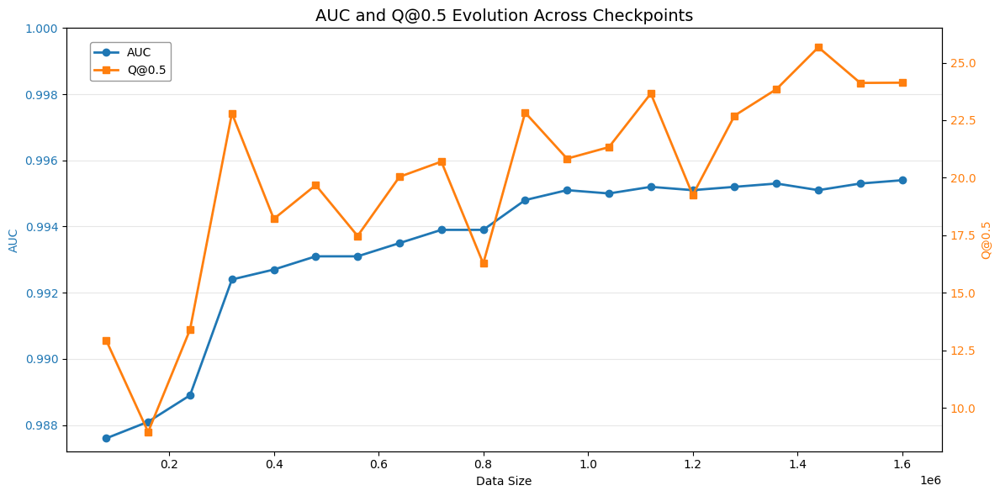 AUC and Q@0.5 Evolution Across Checkpoints
AUC
Q@0.5
1.000
0.998
0.996
0.994
0.992
0.990
0.988
AUC
25.0
22.5
20.0
17.5
15.0
12.5
10.0
Q@0.5
0.2 0.4 0.6 0.8 1.0 1.2 1.4 1.6
1e6
Data Size